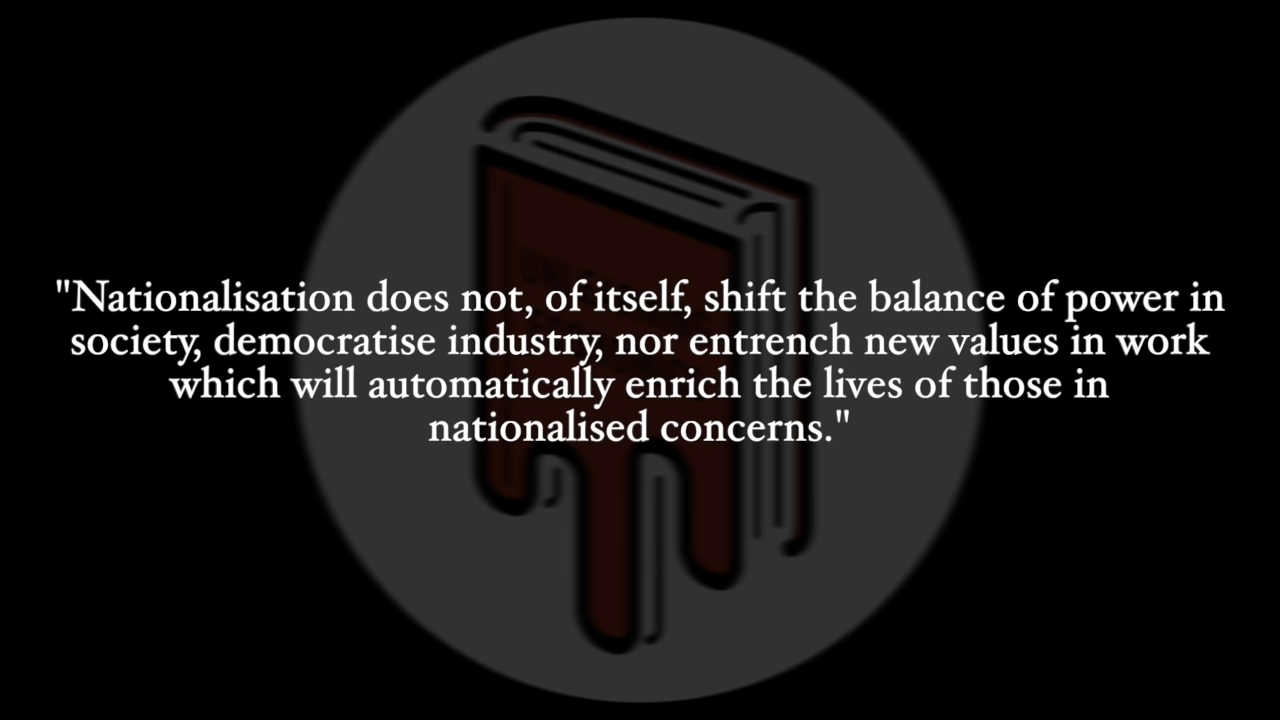 "Nationalisation does not, of itself, shift the balance of power in
society, democratise industry, nor entrench new values in work
which will automatically enrich the lives of those in
nationalised concerns."